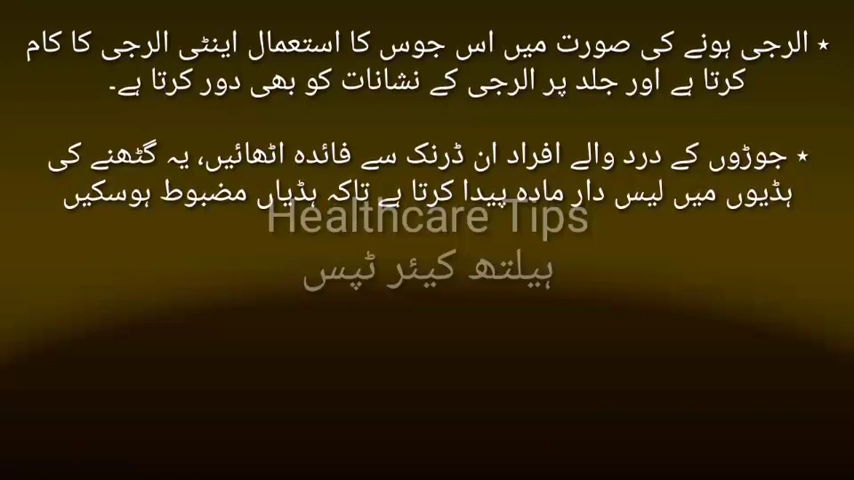 ٭ الرجی ہونے کی صورت میں اس جوس کا استعمال اینٹی الرجی کا کام
کرتا ہے اور جلد پر الرجی کے نشانات کو بھی دور کرتا ہے۔
٭ جوڑوں کے درد والے افراد ان ڈرنک سے فائدہ اٹھائیں، یہ گٹھنے کی
ہڈیوں میں لیس دار مادہ پیدا کرتا ہے تاکہ ہڈیاں مضبوط ہوسکیں
Healthcare Tips
ہیلتھ کیئر ٹپس